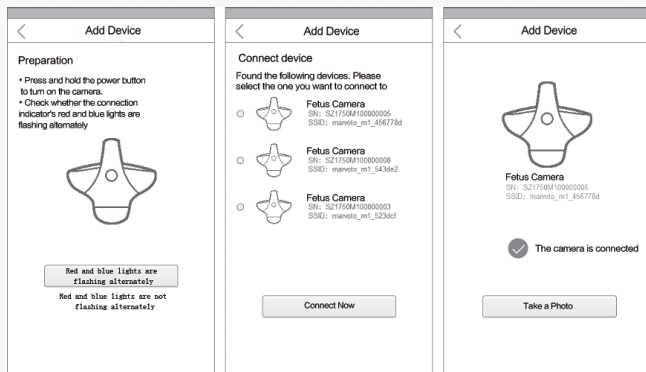 Add Device
Preparation
• Press and hold the power button
to turn on the camera.
• Check whether the connection
indicator's red and blue lights are
flashing alternately
Red and blue lights are
flashing alternately
Red and blue lights are not
flashing alternately
Add Device
Connect device
Found the following devices. Please
select the one you want to connect to
Fetus Camera
SN: SZ1750M100000005
SSID: marvoto_m1_456778d
Fetus Camera
SN: SZ1750M100000008
SSID: marvoto_m1_543de2
Fetus Camera
SN: SZ1750M100000003
SSID: marvoto_m1_523dcf
Connect Now
Add Device
Fetus Camera
SN: SZ1750M100000005
SSID: marvoto_m1_456778d
The camera is connected
Take a Photo